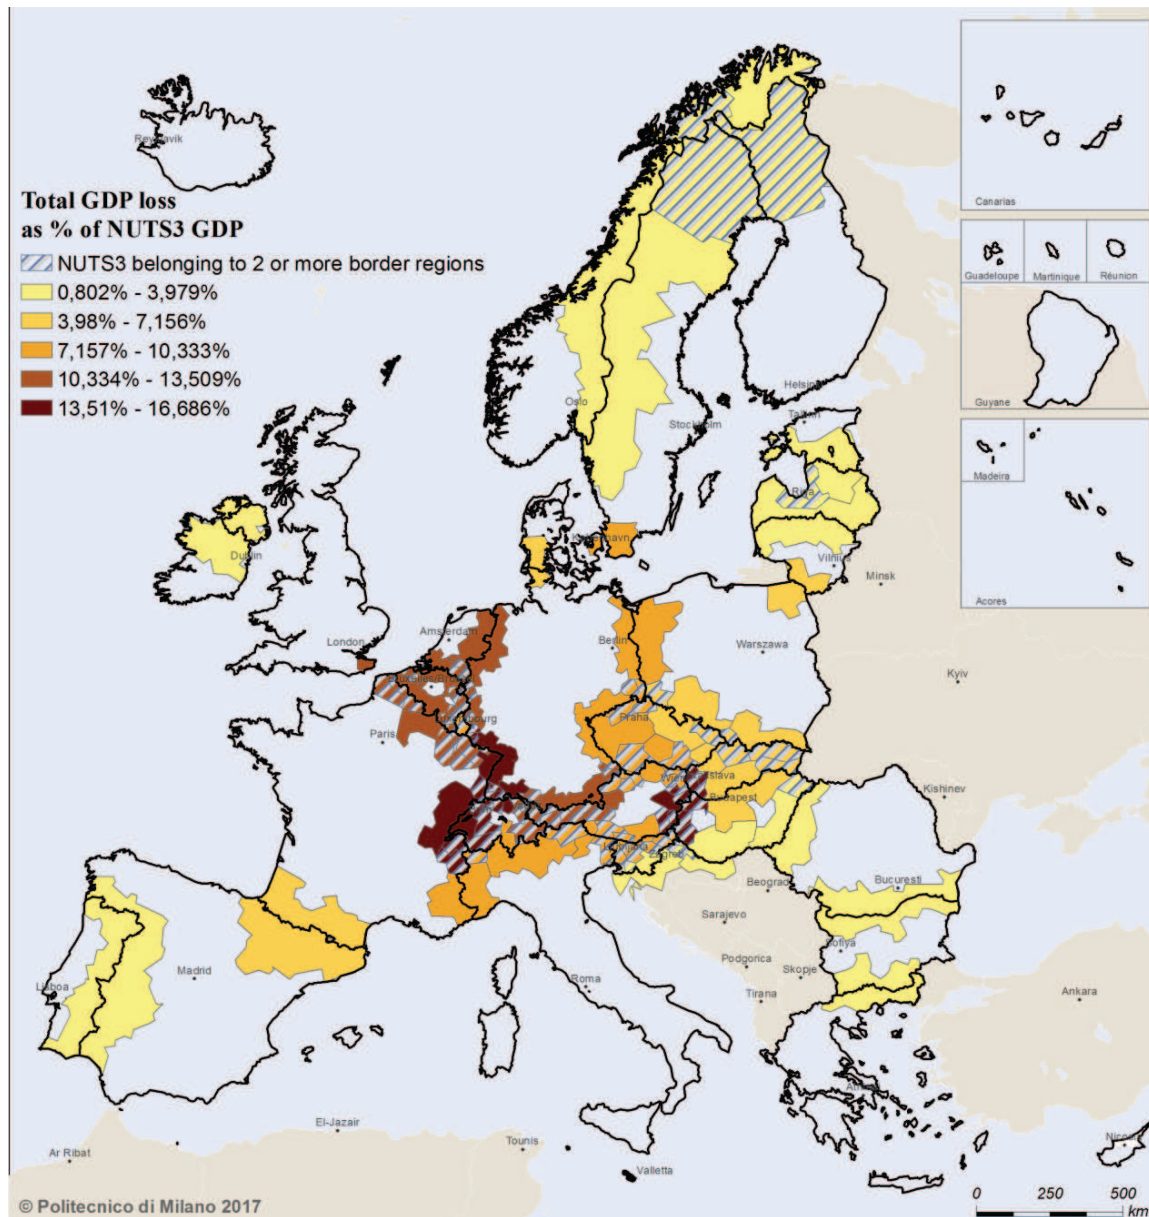 Reykjavik
Total GDP loss
as % of NUTS3 GDP
NUTS3 belonging to 2 or more border regions
0,802% - 3,979%
3,98% - 7,156%
7,157% - 10,333%
10,334% - 13,509%
13,51% - 16,686%
Canarias
Guadeloupe
Martinique
Réunion
Guyane
Madeira
Acores
Oslo
Stockholm
Tallinn
Riga
Vilnius
Minsk
Dublin
London
Amsterdam
Berlin
Warszawa
Kyiv
Paris
Praha
Wien
Budapest
Kishinev
Zagreb
Beograd
Bucuresti
Sarajevo
Sofiya
Podgorica
Skopje
Tirana
Ankara
Lisboa
Madrid
Roma
El-Jazair
Tounis
Ar Ribat
Valletta
© Politecnico di Milano 2017
0 250 500
km